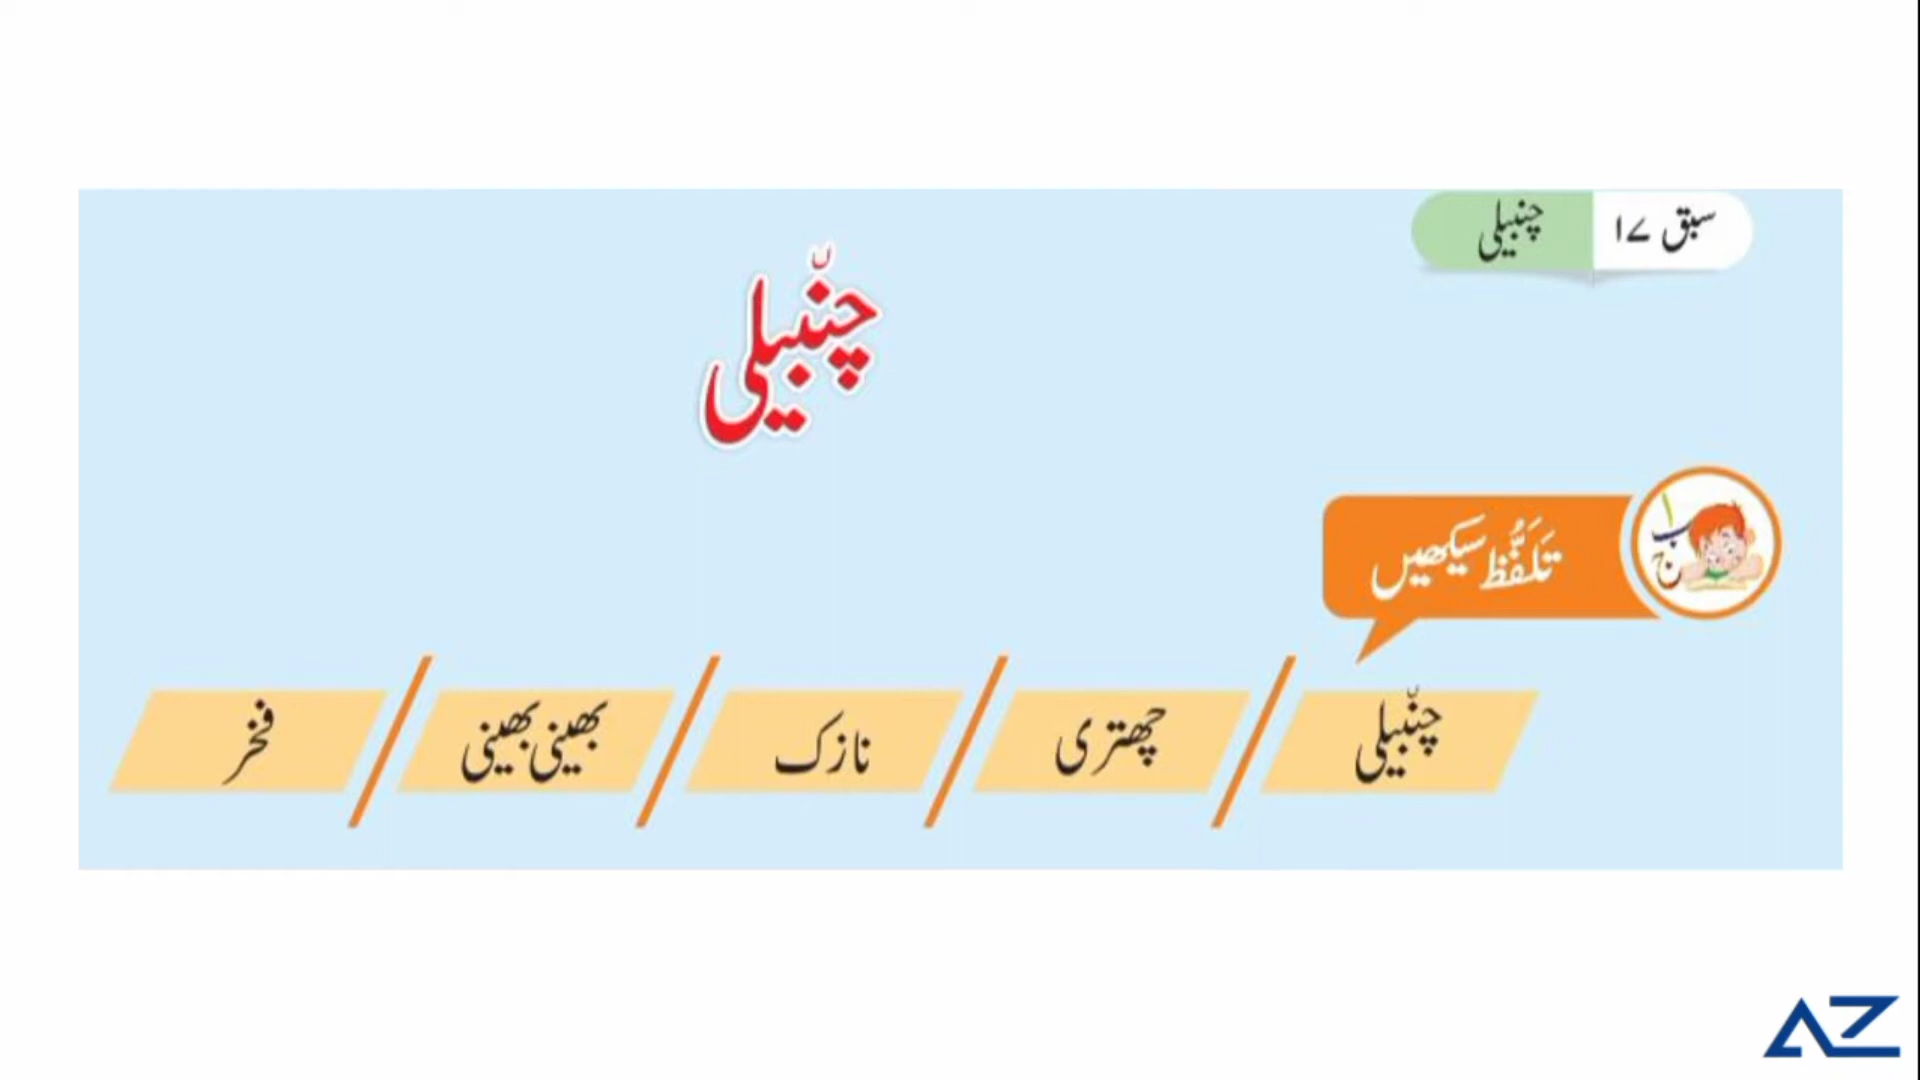 سبق ۱۷ چنبیلی
چن٘بیلی
تَلَفُّظ سیکھیں
ا ب ج
چن٘بیلی / چھتری / نازک / بھینی بھینی / فخر
AZ